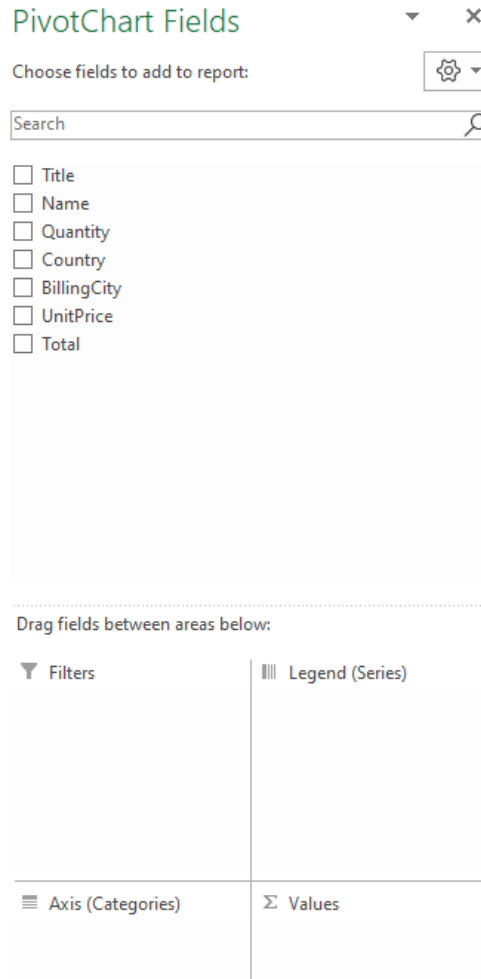 PivotChart Fields
Choose fields to add to report:
Search
Title
Name
Quantity
Country
BillingCity
UnitPrice
Total
Drag fields between areas below:
Filters
Legend (Series)
Axis (Categories)
Σ Values